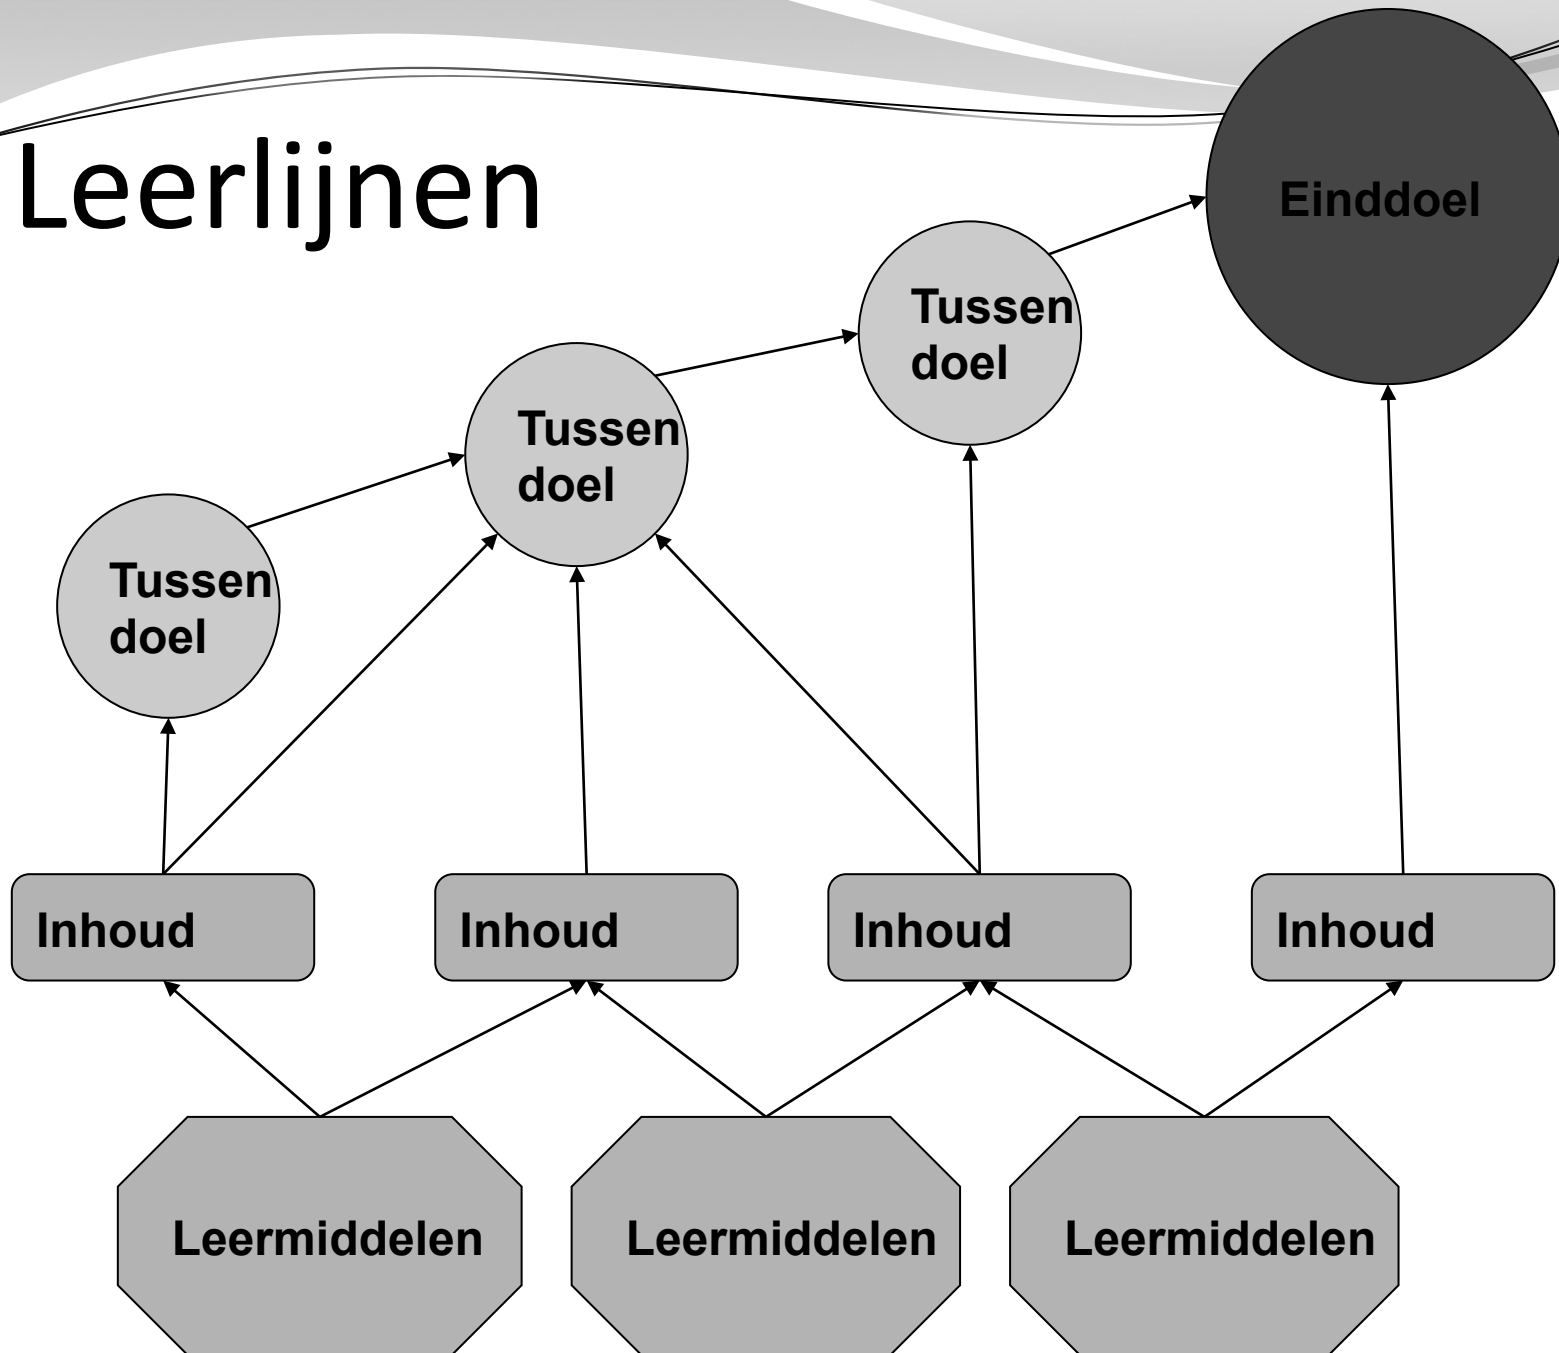 Leerlijnen
Einddoel
Tussen
doel
Tussen
doel
Tussen
doel
Inhoud
Inhoud
Inhoud
Inhoud
Leermiddelen
Leermiddelen
Leermiddelen